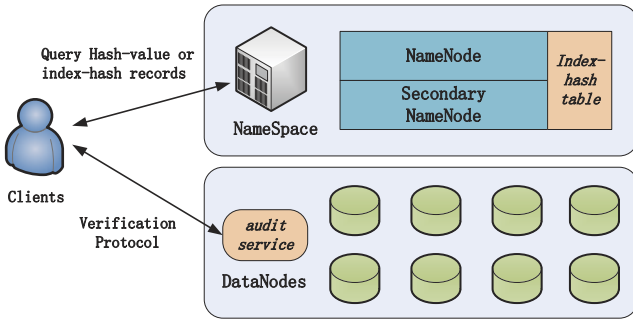 Query Hash-value or
index-hash records
NameSpace
NameNode
Secondary
NameNode
Index-
hash
table
Clients
Verification
Protocol
audit
service
DataNodes